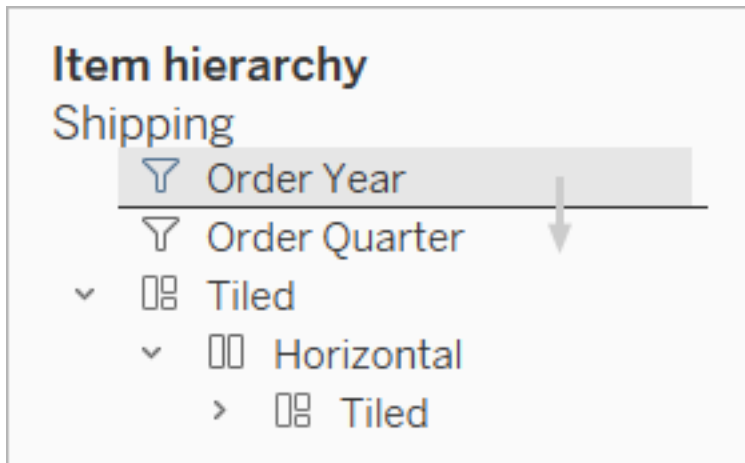 Item hierarchy
Shipping
Order Year
Order Quarter
Tiled
Horizontal
Tiled